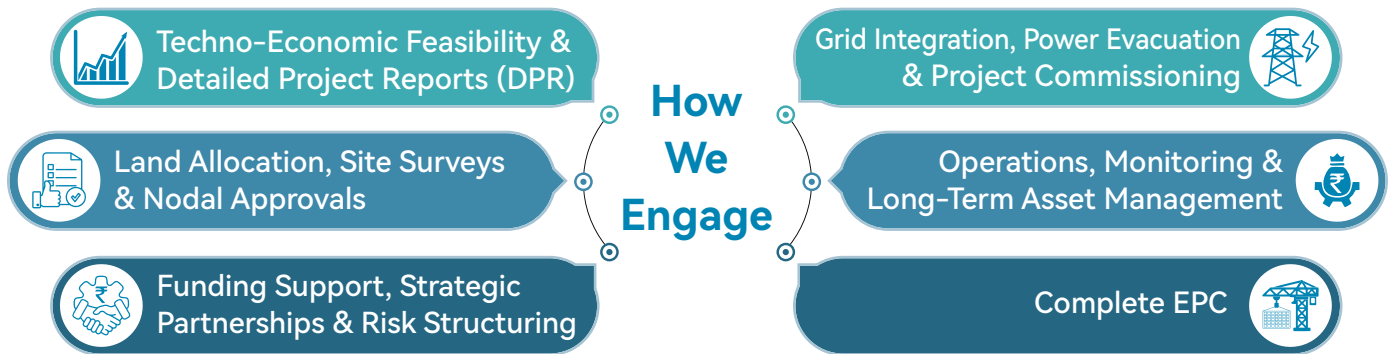 Techno-Economic Feasibility &
Detailed Project Reports (DPR)
Land Allocation, Site Surveys
& Nodal Approvals
Funding Support, Strategic
Partnerships & Risk Structuring
How
We
Engage
Grid Integration, Power Evacuation
& Project Commissioning
Operations, Monitoring &
Long-Term Asset Management
Complete EPC